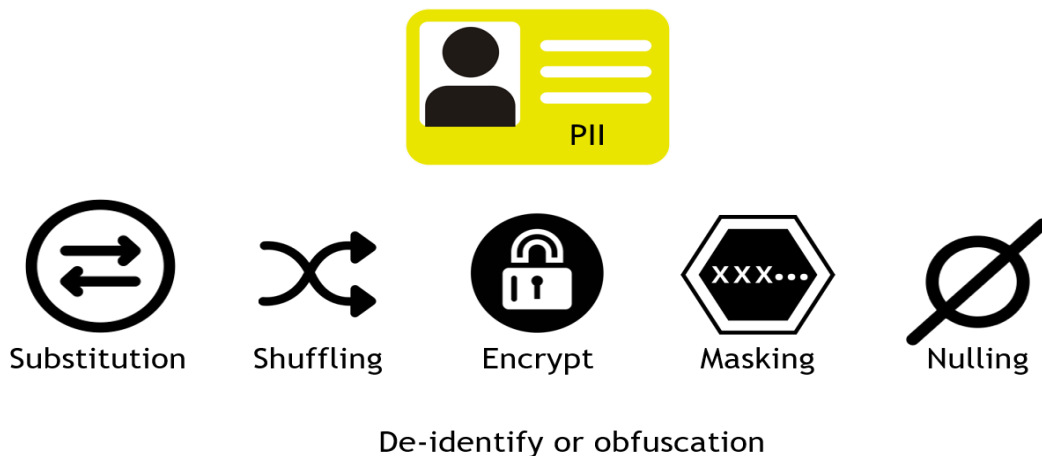 PII
Substitution Shuffling Encrypt Masking Nulling
XXX...
De-identify or obfuscation